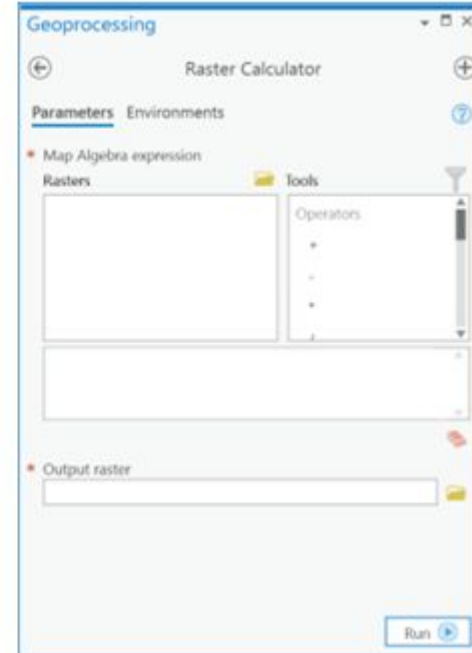 Geoprocessing
Raster Calculator
Parameters Environments
?
* Map Algebra expression
Rasters
Tools
Operators
+
-
*
/
* Output raster
Run